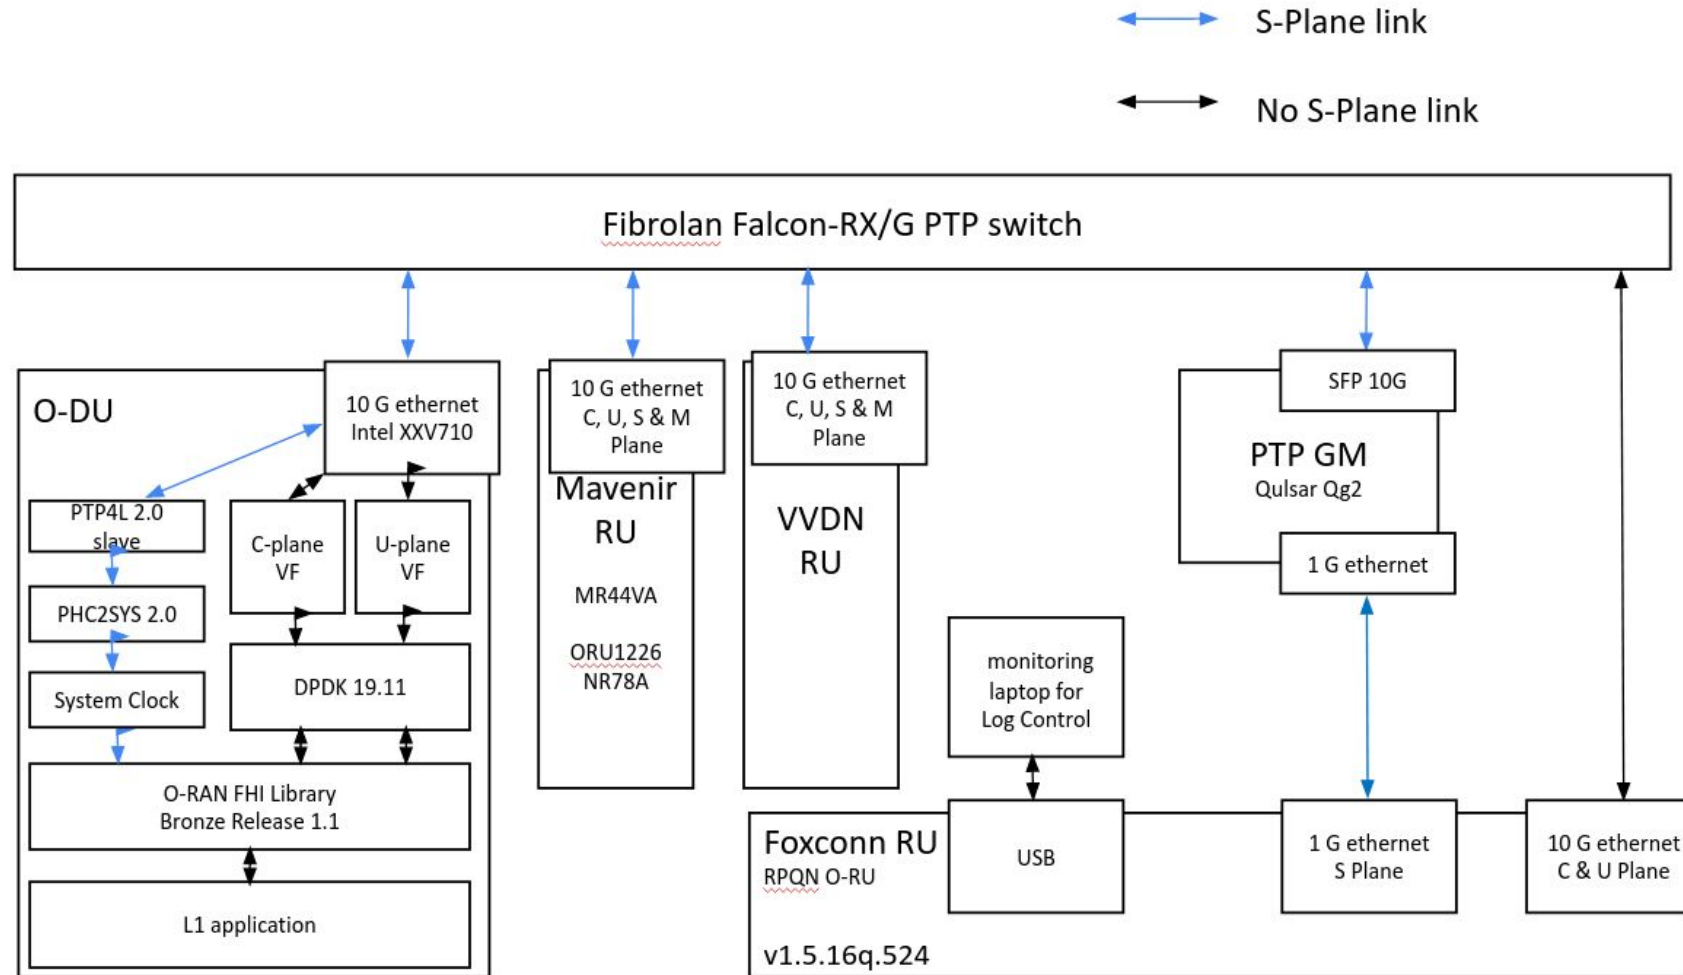 S-Plane link
No S-Plane link
Fibrolan Falcon-RX/G PTP switch
O-DU
10 G ethernet
Intel XXV710
PTP4L 2.0
slave
PHC2SYS 2.0
System Clock
C-plane
VF
U-plane
VF
DPDK 19.11
O-RAN FHI Library
Bronze Release 1.1
L1 application
10 G ethernet
C, U, S & M
Plane
Mavenir
RU
MR44VA
ORU1226
NR78A
10 G ethernet
C, U, S & M
Plane
VVDN
RU
SFP 10G
PTP GM
Qulsar Qg2
1 G ethernet
monitoring
laptop for
Log Control
Foxconn RU
RPQN O-RU
v1.5.16q.524
USB
1 G ethernet
S Plane
10 G ethernet
C & U Plane